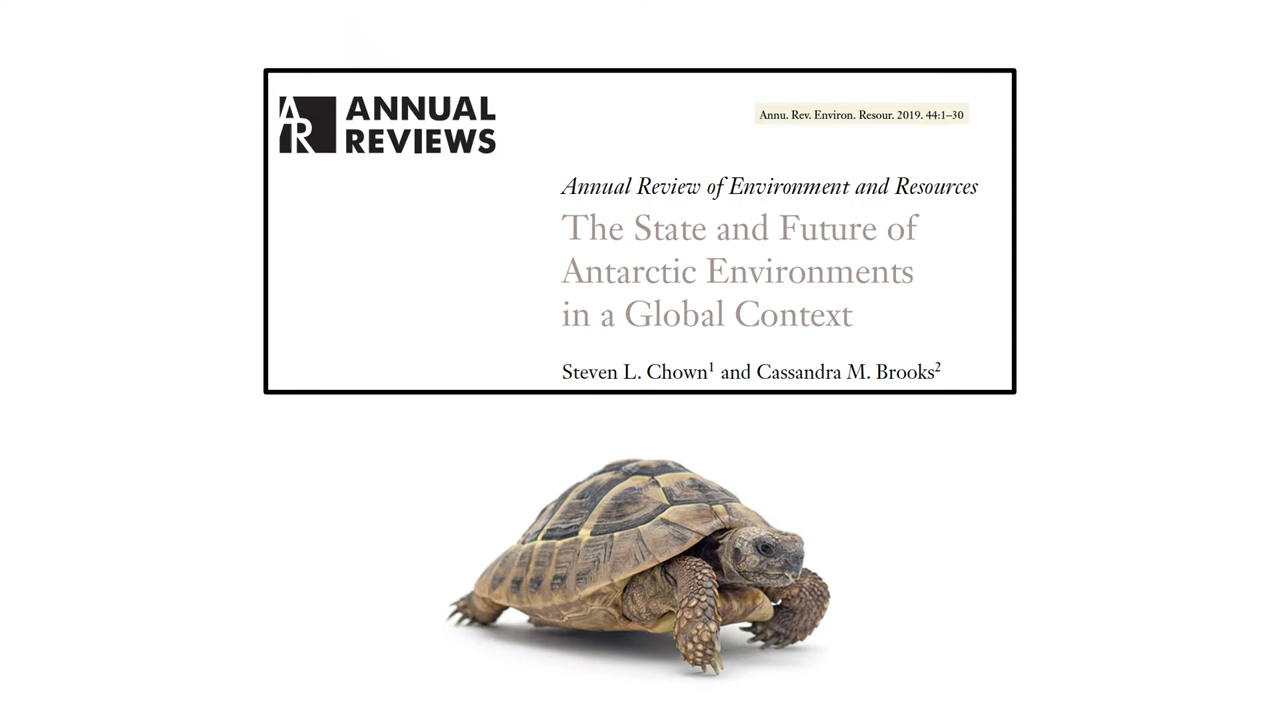 AR
ANNUAL
REVIEWS
Annu. Rev. Environ. Resour. 2019. 44:1–30
Annual Review of Environment and Resources
The State and Future of
Antarctic Environments
in a Global Context
Steven L. Chown¹ and Cassandra M. Brooks²